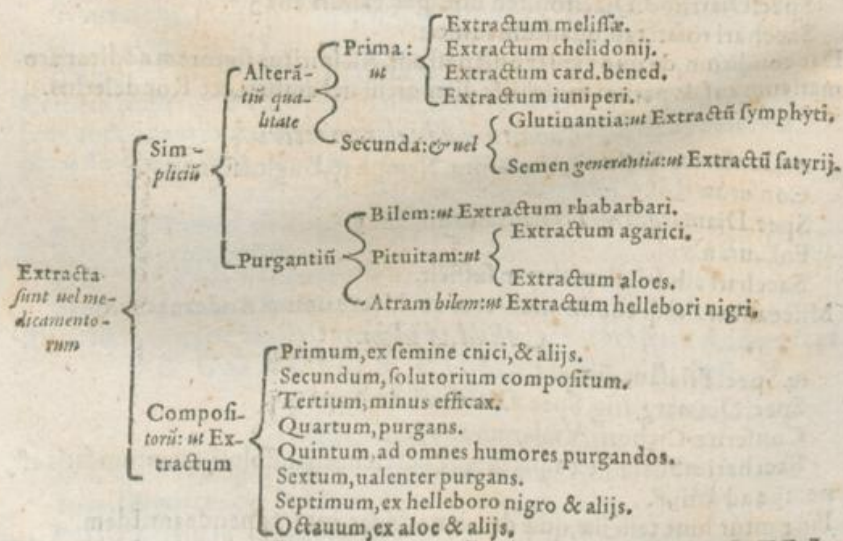 Extracta
sunt uel me-
dicamento-
rum
Sim-
pliciũ
Alterã-
tiũ qua-
litate
Prima:
ut
Extractum melissæ.
Extractum chelidonij.
Extractum card.bened.
Extractum iuniperi.
Secunda: & uel
Glutinantia: ut Extractũ symphyti.
Semen generantia: ut Extractũ satyrij.
Purgantiũ
Bilem: ut Extractum rhabarbari.
Pituitam: ut
Extractum agarici.
Extractum aloes.
Atram bilem: ut Extractum hellebori nigri.
Composi-
torũ: ut Ex-
tractum
Primum, ex semine cnici, & alijs.
Secundum, solutorium compositum.
Tertium, minus efficax.
Quartum, purgans.
Quintum, ad omnes humores purgandos.
Sextum, ualenter purgans.
Septimum, ex helleboro nigro & alijs.
Octauum, ex aloe & alijs.